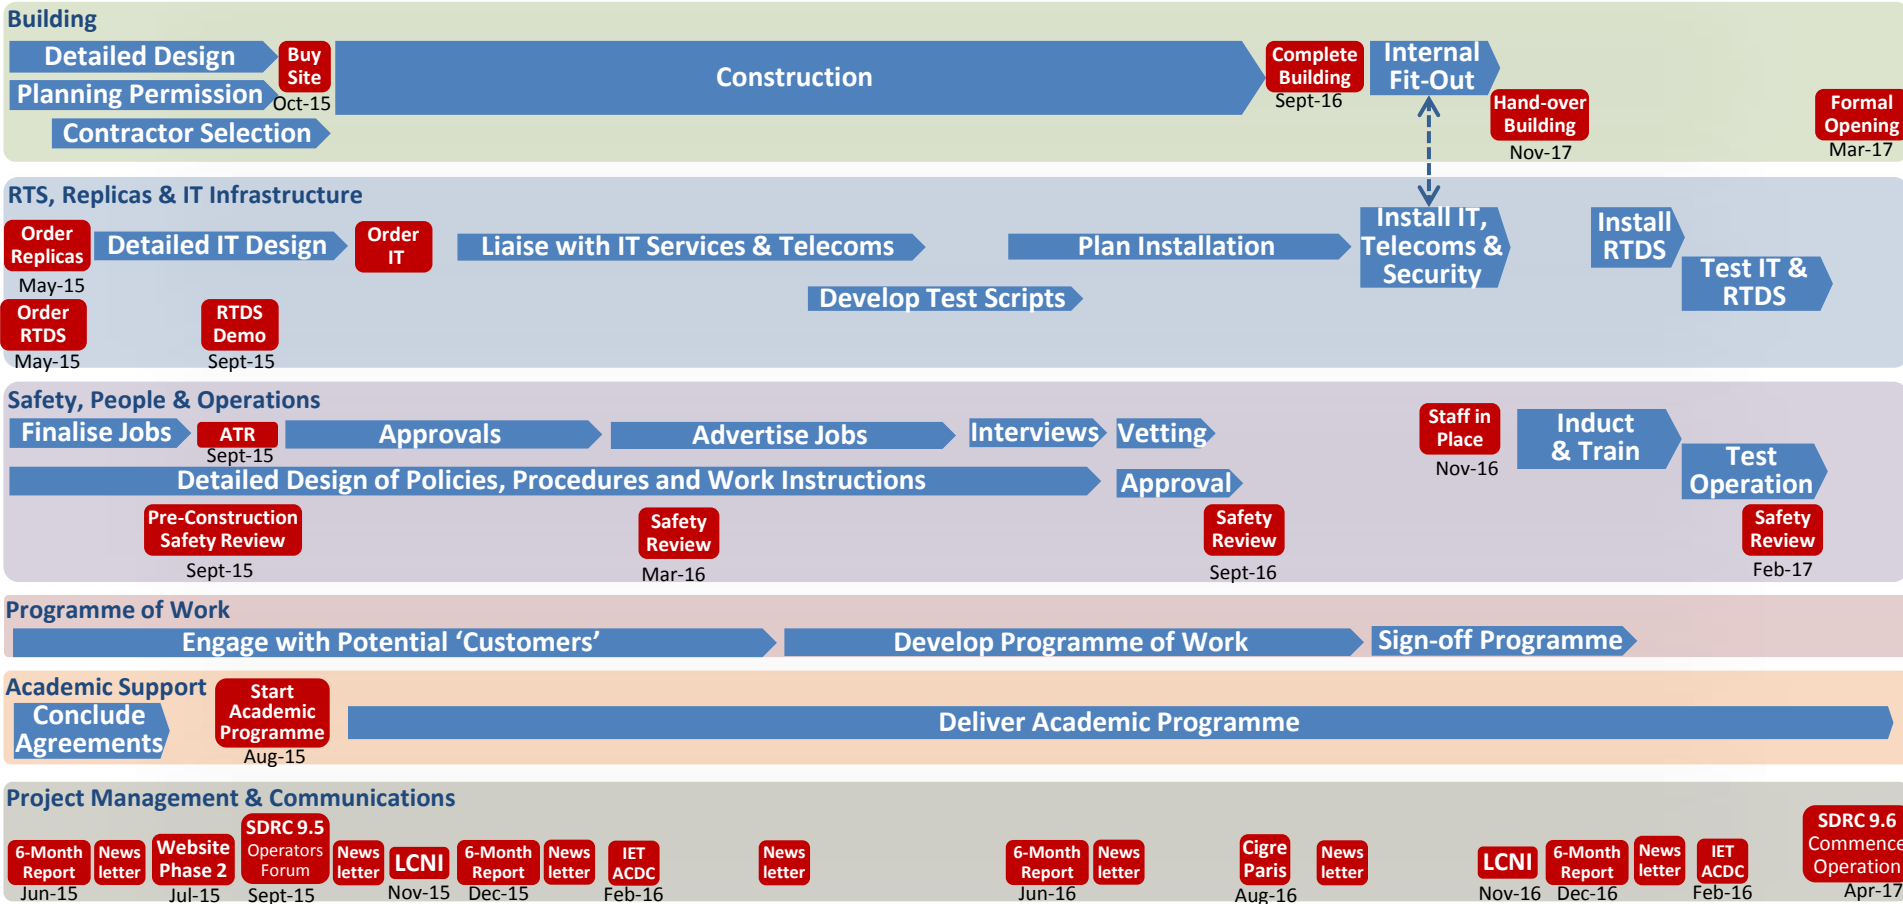 Building
Detailed Design
Planning Permission
Contractor Selection
Buy
Site
Oct-15
Construction
Complete
Building
Sept-16
Internal
Fit-Out
Hand-over
Building
Nov-17
Formal
Opening
Mar-17
RTS, Replicas & IT Infrastructure
Order
Replicas
May-15
Detailed IT Design
Order
IT
Liaise with IT Services & Telecoms
Plan Installation
Install IT,
Telecoms &
Security
Install
RTDS
Test IT &
RTDS
Develop Test Scripts
Order
RTDS
May-15
RTDS
Demo
Sept-15
Safety, People & Operations
Finalise Jobs
ATR
Sept-15
Approvals
Advertise Jobs
Interviews
Vetting
Staff in
Place
Nov-16
Induct
& Train
Test
Operation
Detailed Design of Policies, Procedures and Work Instructions
Approval
Pre-Construction
Safety Review
Sept-15
Safety
Review
Mar-16
Safety
Review
Sept-16
Safety
Review
Feb-17
Programme of Work
Engage with Potential ‘Customers’
Develop Programme of Work
Sign-off Programme
Academic Support
Conclude
Agreements
Start
Academic
Programme
Aug-15
Deliver Academic Programme
Project Management & Communications
6-Month
Report
Jun-15
News
letter
Website
Phase 2
Jul-15
SDRC 9.5
Operators
Forum
Sept-15
News
letter
LCNI
Nov-15
6-Month
Report
Dec-15
News
letter
IET
ACDC
Feb-16
News
letter
6-Month
Report
Jun-16
News
letter
Cigre
Paris
Aug-16
News
letter
LCNI
Nov-16
6-Month
Report
Dec-16
News
letter
IET
ACDC
Feb-16
SDRC 9.6
Commence
Operation
Apr-17